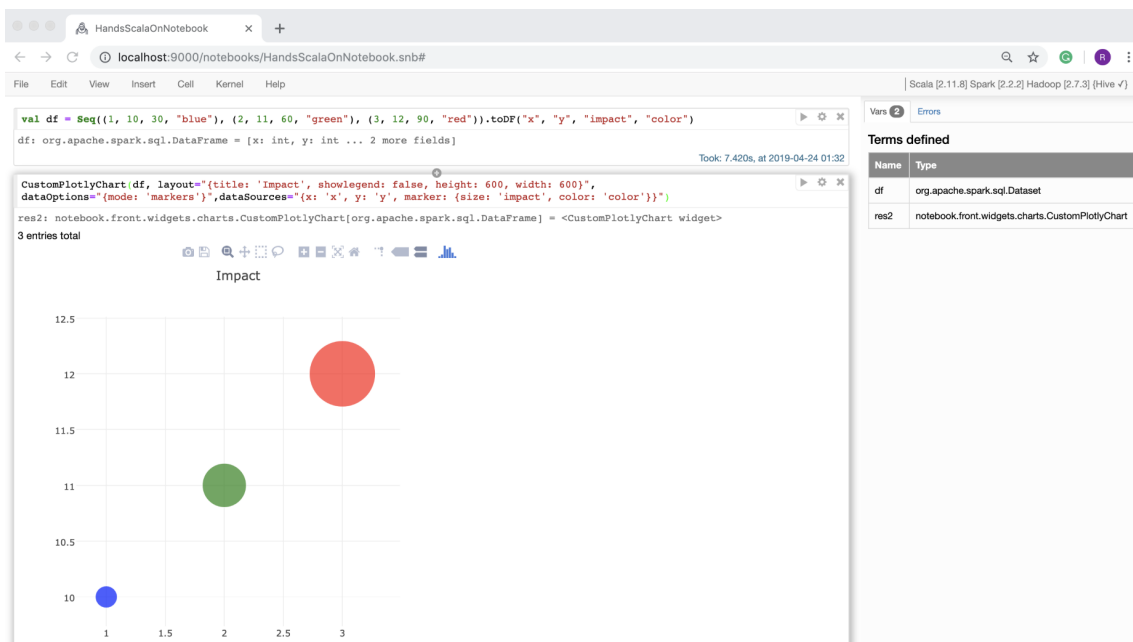 HandsScalaOnNotebook × +
localhost:9000/notebooks/HandsScalaOnNotebook.snb#
R
File Edit View Insert Cell Kernel Help
Scala [2.11.8] Spark [2.2.2] Hadoop [2.7.3] {Hive ✓}
val df = Seq((1, 10, 30, "blue"), (2, 11, 60, "green"), (3, 12, 90, "red")).toDF("x", "y", "impact", "color")
df: org.apache.spark.sql.DataFrame = [x: int, y: int ... 2 more fields]
Took: 7.420s, at 2019-04-24 01:32
CustomPlotlyChart(df, layout="{title: 'Impact', showlegend: false, height: 600, width: 600}",
dataOptions="{mode: 'markers'}",dataSources="{x: 'x', y: 'y', marker: {size: 'impact', color: 'color'}}")
res2: notebook.front.widgets.charts.CustomPlotlyChart[org.apache.spark.sql.DataFrame] = <CustomPlotlyChart widget>
3 entries total
Impact
12.5
12
11.5
11
10.5
10
1 1.5 2 2.5 3
Vars 2 Errors
Terms defined
Name Type
df org.apache.spark.sql.Dataset
res2 notebook.front.widgets.charts.CustomPlotlyChart